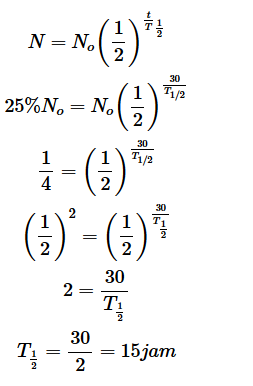 N = N_o (1/2)^(t/T 1/2)
25%N_o = N_o (1/2)^(30/T_1/2)
1/4 = (1/2)^(30/T_1/2)
(1/2)^2 = (1/2)^(30/T_1/2)
2 = 30/T_1/2
T_1/2 = 30/2 = 15jam